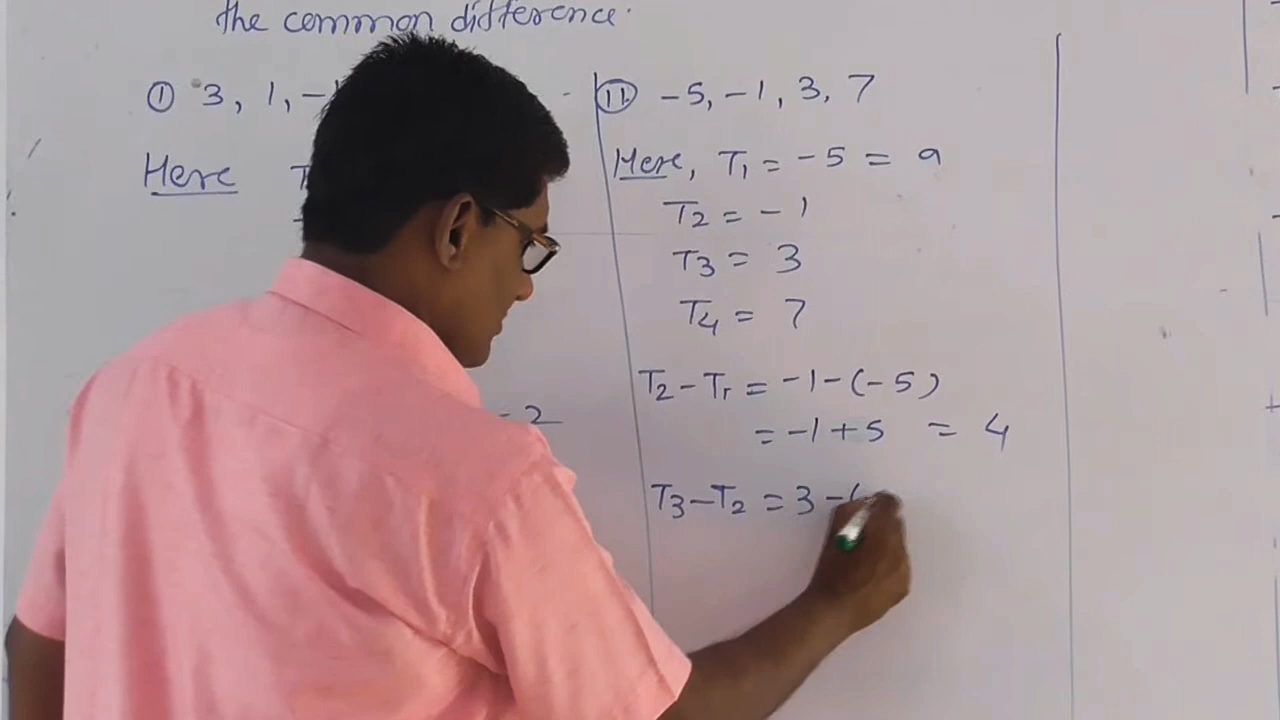 the common difference.
① 3, 1, -1
Here
- 2
⑪ -5, -1, 3, 7
Here, T1 = -5 = a
T2 = -1
T3 = 3
T4 = 7
T2 - T1 = -1-(-5)
= -1+5 = 4
T3 - T2 = 3-(